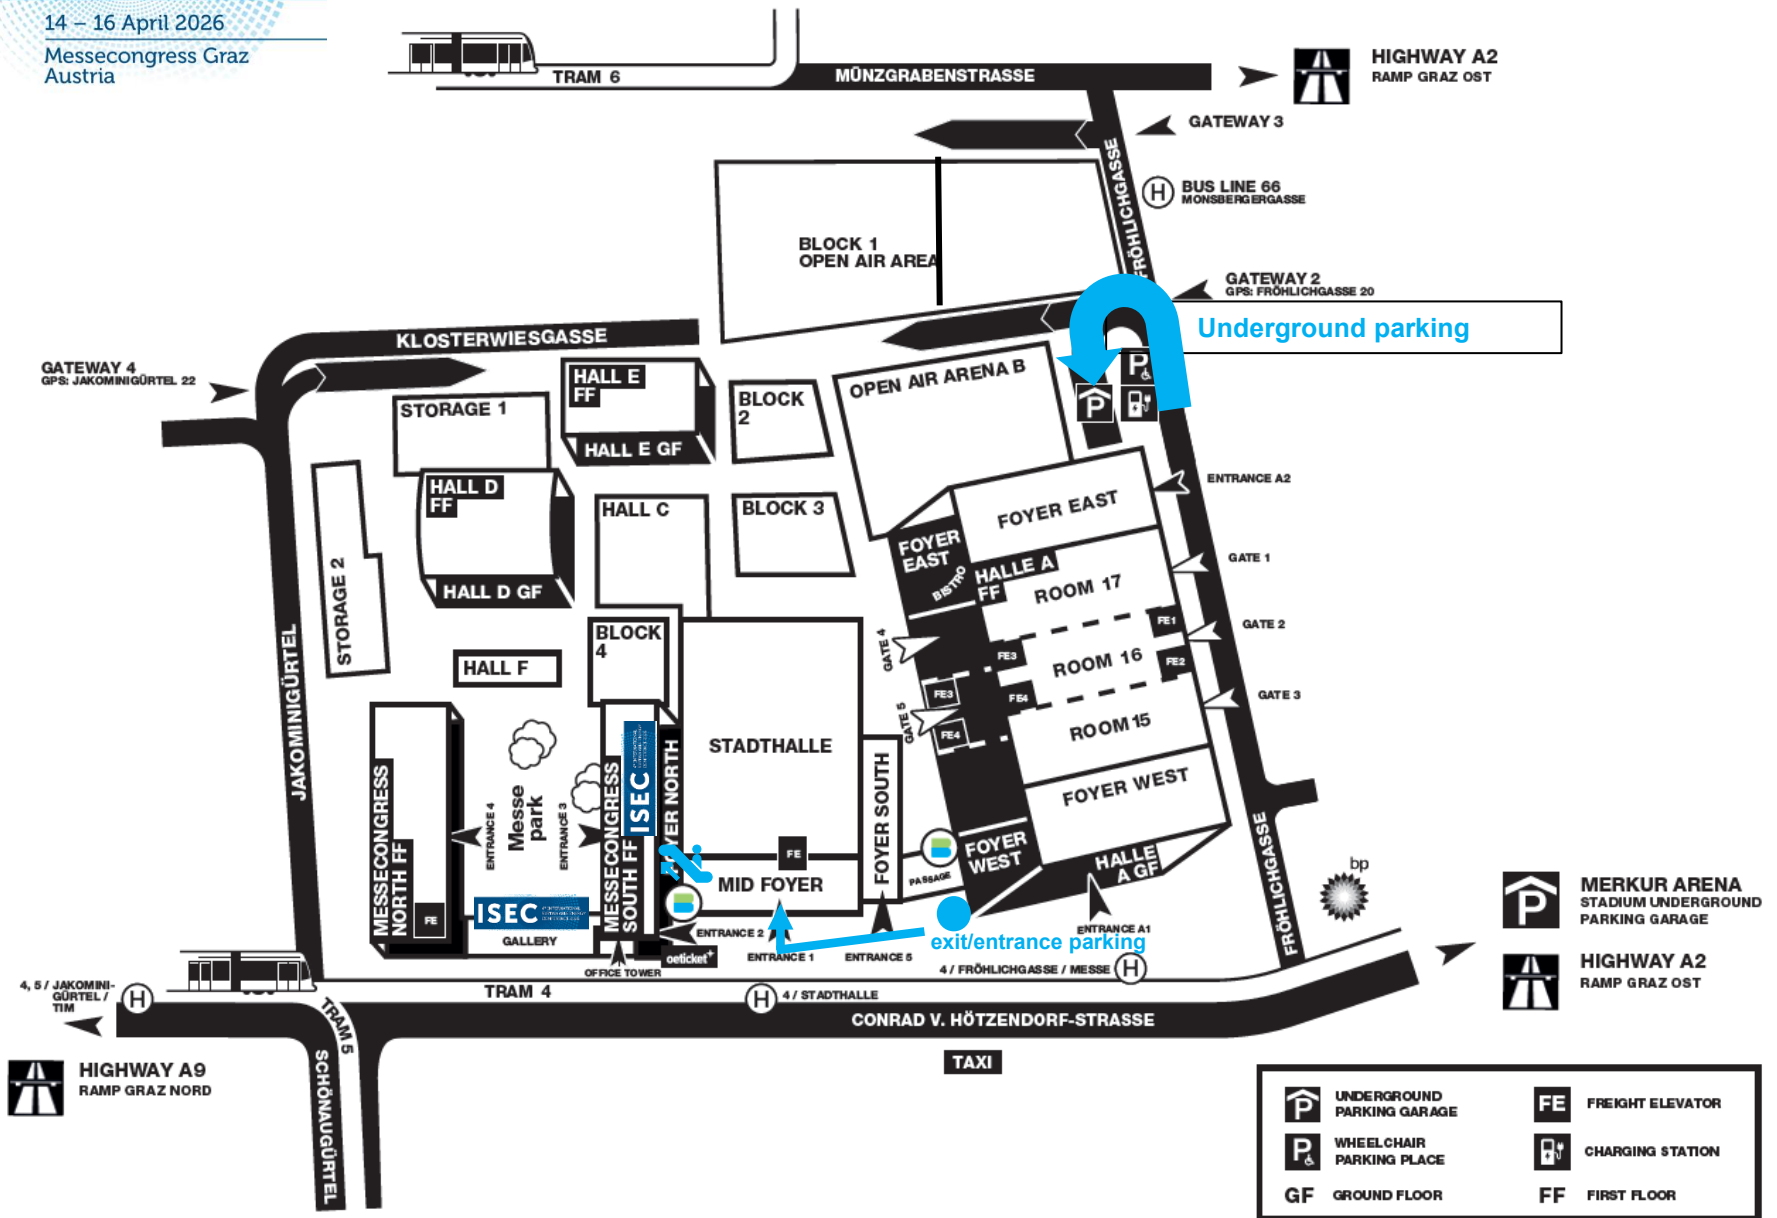 14 – 16 April 2026
Messecongress Graz
Austria
TRAM 6
MÜNZGRABENSTRASSE
HIGHWAY A2
RAMP GRAZ OST
GATEWAY 3
FRÖHLICHGASSE
H
BUS LINE 66
MONSBERGERGASSE
BLOCK 1
OPEN AIR AREA
GATEWAY 2
GPS: FRÖHLICHGASSE 20
Underground parking
KLOSTERWIESGASSE
GATEWAY 4
GPS: JAKOMINIGÜRTEL 22
HALL E
FF
HALL E GF
STORAGE 1
BLOCK
2
OPEN AIR ARENA B
P
P
HALL D
FF
HALL D GF
HALL C
BLOCK 3
ENTRANCE A2
FOYER EAST
FOYER
EAST
BISTRO
HALLE A
FF
ROOM 17
GATE 1
STORAGE 2
JAKOMINIGÜRTEL
BLOCK
4
HALL F
GATE 4
FE3
FE1
ROOM 16
FE2
GATE 2
FE3
FE4
GATE 5
FE4
ROOM 15
GATE 3
STADTHALLE
MESSECONGRESS
NORTH FF
FE
ENTRANCE 4
Messe
park
ENTRANCE 3
MESSECONGRESS
SOUTH FF
ISEC
FOYER NORTH
FE
MID FOYER
FOYER SOUTH
PASSAGE
FOYER
WEST
FOYER WEST
HALLE
A GF
FRÖHLICHGASSE
bp
ISEC
GALLERY
OFFICE TOWER
ENTRANCE 2
oeticket
ENTRANCE 1
ENTRANCE 5
ENTRANCE A1
exit/entrance parking
4 / FRÖHLICHGASSE / MESSE
H
P
MERKUR ARENA
STADIUM UNDERGROUND
PARKING GARAGE
HIGHWAY A2
RAMP GRAZ OST
4, 5 / JAKOMINI-
GÜRTEL /
TIM
H
TRAM 4
H
4 / STADTHALLE
TRAM 5
CONRAD V. HÖTZENDORF-STRASSE
TAXI
HIGHWAY A9
RAMP GRAZ NORD
SCHÖNAUGÜRTEL
P
UNDERGROUND
PARKING GARAGE
FE
FREIGHT ELEVATOR
P
WHEELCHAIR
PARKING PLACE
CHARGING STATION
GF
GROUND FLOOR
FF
FIRST FLOOR